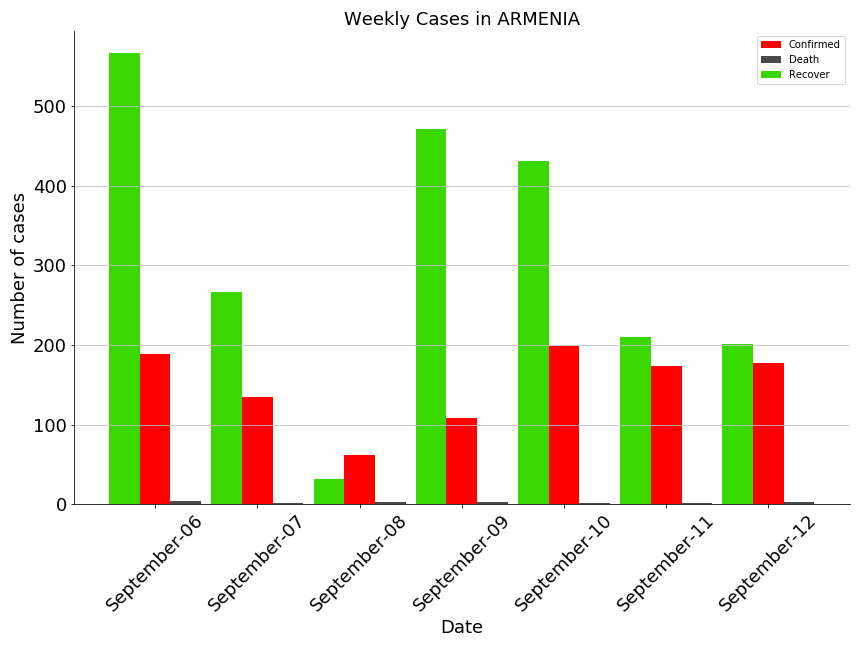 Weekly Cases in ARMENIA
Confirmed
Death
Recover
Number of cases
500
400
300
200
100
0
September-06
September-07
September-08
September-09
September-10
September-11
September-12
Date